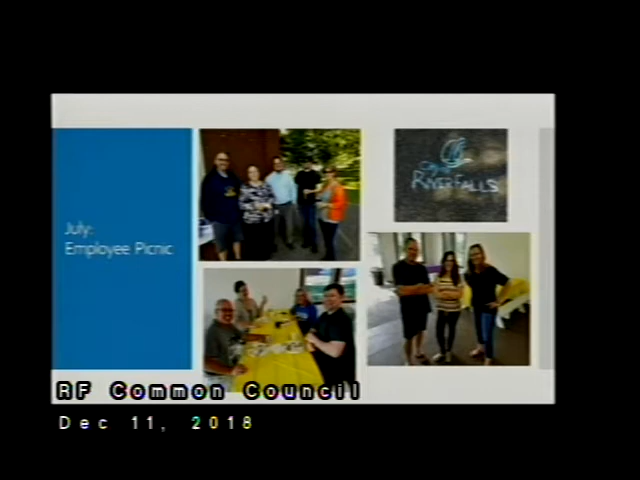 July:
Employee Picnic
City of
RIVER FALLS
RF Common Council
Dec 11, 2018